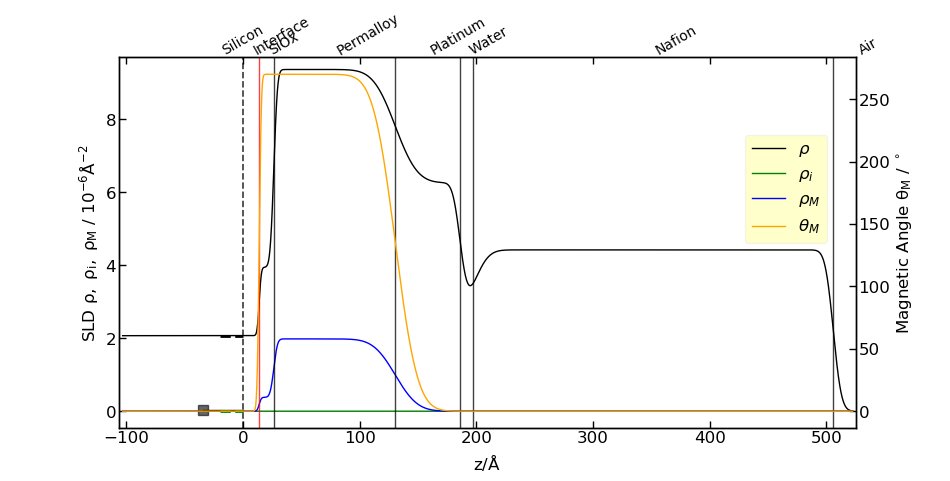 Silicon
Interface
SiOx
Permalloy
Platinum
Water
Nafion
Air
SLD ρ, ρi, ρM / 10−6Å−2
8
6
4
2
0
250
200
150
100
50
0
Magnetic Angle θM / °
ρ
ρi
ρM
θM
−100
0
100
200
300
400
500
z/Å